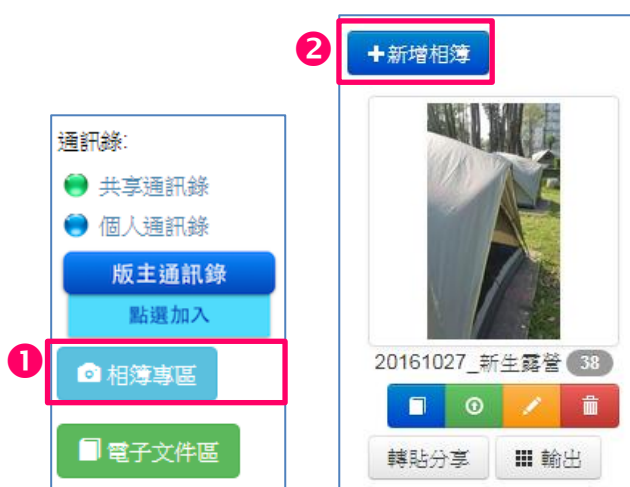 通訊錄:
共享通訊錄
個人通訊錄
版主通訊錄
點選加入
1
相簿專區
電子文件區
2
+新增相簿
20161027_新生露營 38
轉貼分享
輸出